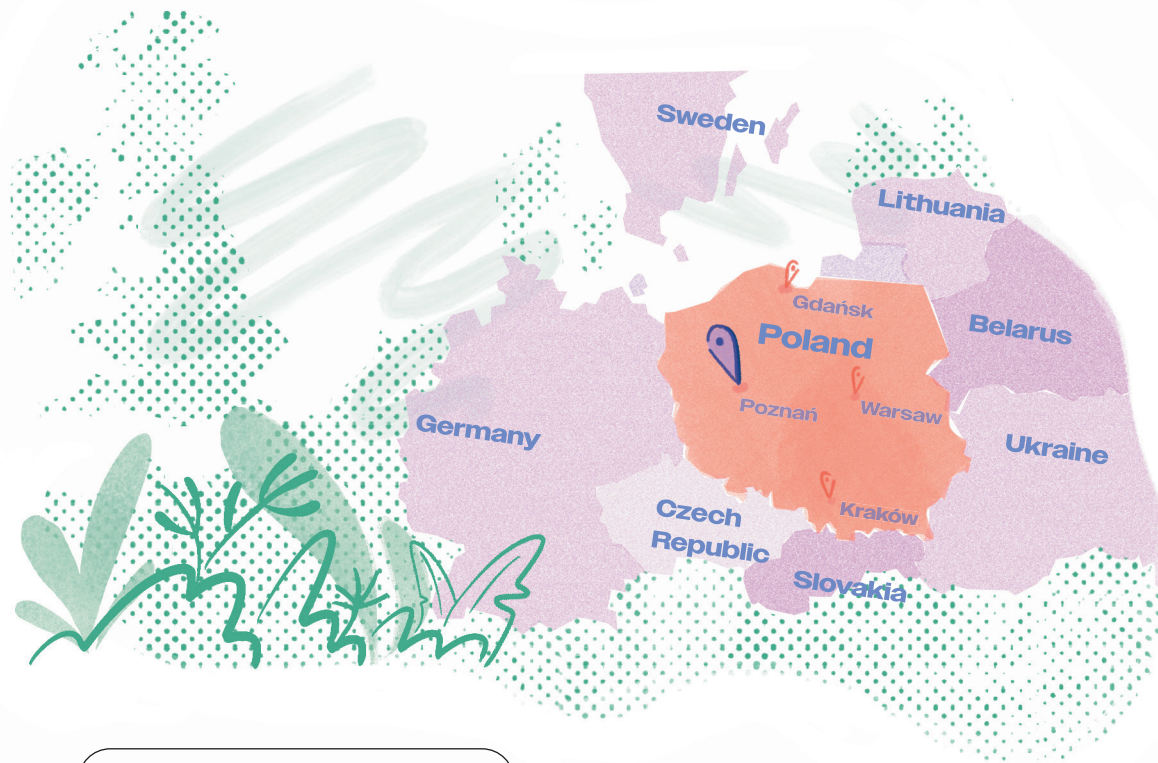 Sweden
Lithuania
Gdańsk
Poland
Belarus
Poznań
Warsaw
Germany
Ukraine
Kraków
Czech
Republic
Slovakia